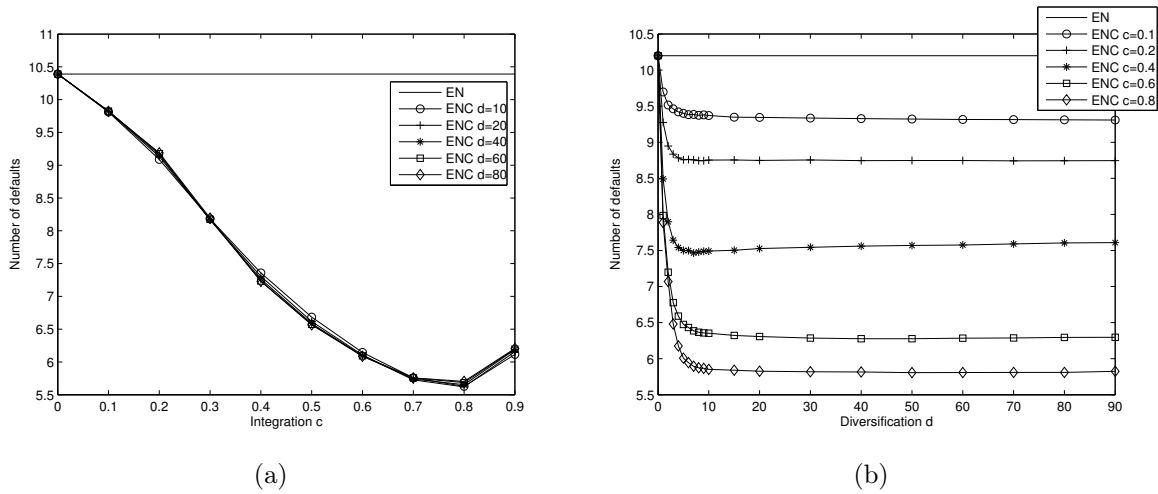 11
10.5
10
9.5
9
8.5
8
7.5
7
6.5
6
5.5
Number of defaults
0 0.1 0.2 0.3 0.4 0.5 0.6 0.7 0.8 0.9
Integration c
EN
ENC d=10
ENC d=20
ENC d=40
ENC d=60
ENC d=80
(a)
10.5
10
9.5
9
8.5
8
7.5
7
6.5
6
5.5
Number of defaults
0 10 20 30 40 50 60 70 80 90
Diversification d
EN
ENC c=0.1
ENC c=0.2
ENC c=0.4
ENC c=0.6
ENC c=0.8
(b)